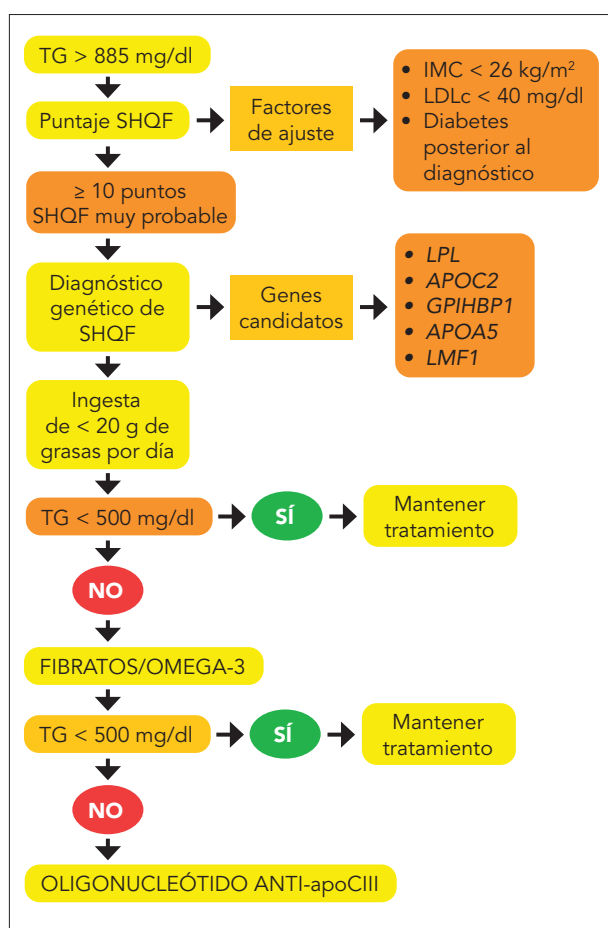 TG > 885 mg/dl
Puntaje SHQF
Factores
de ajuste
• IMC < 26 kg/m²
• LDLc < 40 mg/dl
• Diabetes
posterior al
diagnóstico
≥ 10 puntos
SHQF muy probable
Diagnóstico
genético de
SHQF
Genes
candidatos
• LPL
• APOC2
• GPIHBP1
• APOA5
• LMF1
Ingesta
de < 20 g de
grasas por día
TG < 500 mg/dl
SÍ
Mantener
tratamiento
NO
FIBRATOS/OMEGA-3
TG < 500 mg/dl
SÍ
Mantener
tratamiento
NO
OLIGONUCLEÓTIDO ANTI-apoCIII